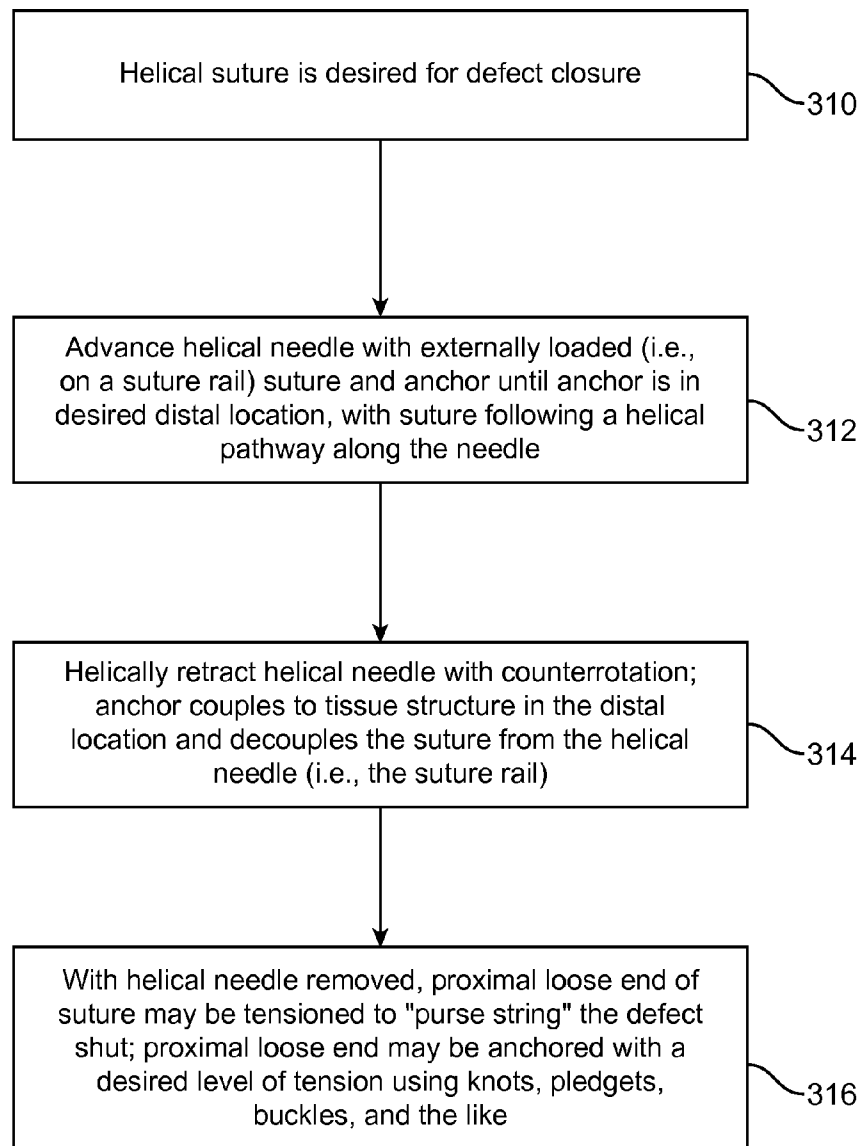 Helical suture is desired for defect closure
310
Advance helical needle with externally loaded (i.e.,
on a suture rail) suture and anchor until anchor is in
desired distal location, with suture following a helical
pathway along the needle
312
Helically retract helical needle with counterrotation;
anchor couples to tissue structure in the distal
location and decouples the suture from the helical
needle (i.e., the suture rail)
314
With helical needle removed, proximal loose end of
suture may be tensioned to "purse string" the defect
shut; proximal loose end may be anchored with a
desired level of tension using knots, pledgets,
buckles, and the like
316